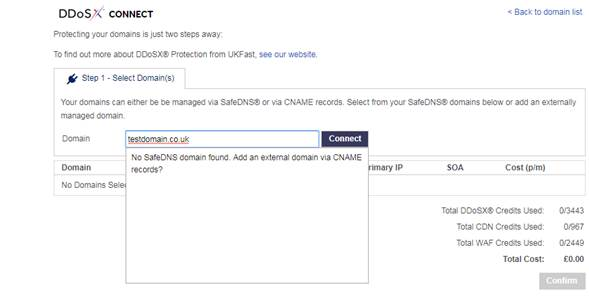 DDoSX CONNECT
< Back to domain list
Protecting your domains is just two steps away:
To find out more about DDoSX® Protection from UKFast, see our website.
Step 1 - Select Domain(s)
Your domains can either be be managed via SafeDNS® or via CNAME records. Select from your SafeDNS® domains below or add an externally
managed domain.
Domain testdomain.co.uk Connect
No SafeDNS domain found. Add an external domain via CNAME
records?
Domain SOA Cost (p/m)
No Domains
Total DDoSX® Credits Used: 0/3443
Total CDN Credits Used: 0/967
Total WAF Credits Used: 0/2449
Total Cost: £0.00
Confirm